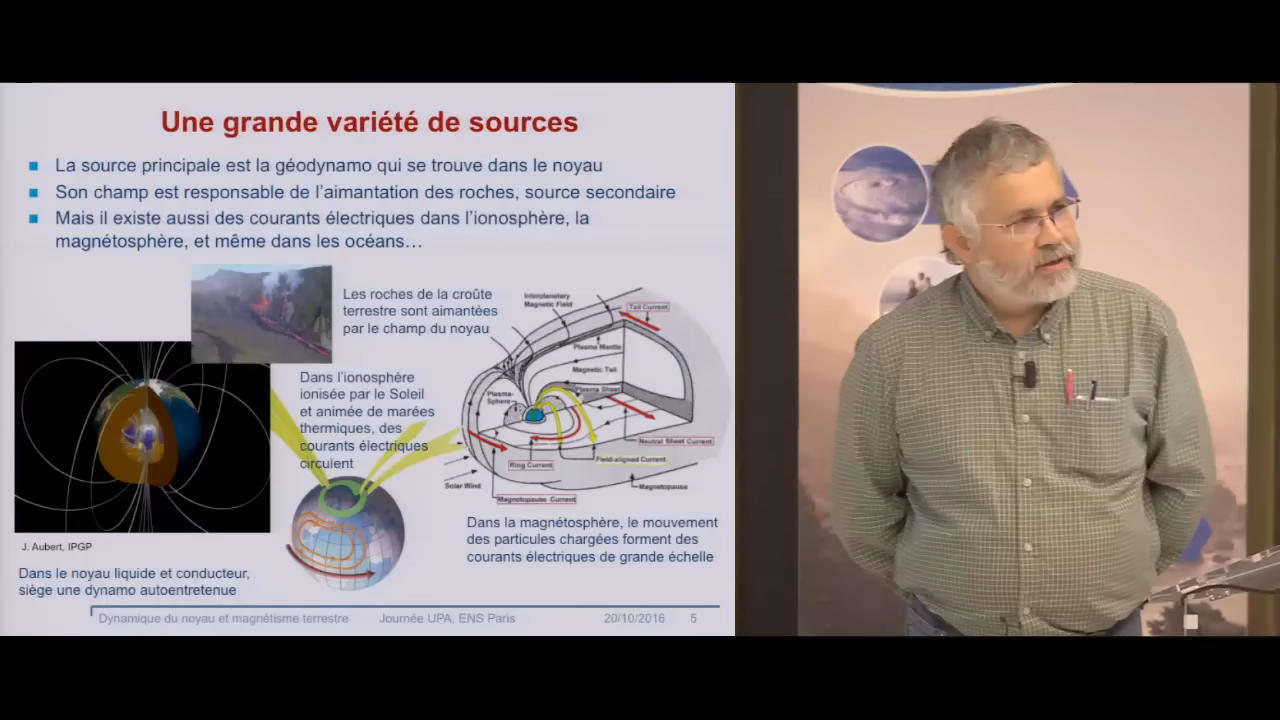 Une grande variété de sources
La source principale est la géodynamo qui se trouve dans le noyau
Son champ est responsable de l'aimantation des roches, source secondaire
Mais il existe aussi des courants électriques dans l'ionosphère, la
magnétosphère, et même dans les océans…
Les roches de la croûte
terrestre sont aimantées
par le champ du noyau
Dans l'ionosphère
ionisée par le Soleil
et animée de marées
thermiques, des
courants électriques
circulent
Interplanetary
Magnetic Field
Tail Current
Plasma Mantle
Magnetic Tail
Plasma-
Sphere
Plasma Sheet
Neutral Sheet Current
Ring Current
Field-aligned Current
Solar Wind
Magnetopause
Magnetopause Current
Dans la magnétosphère, le mouvement
des particules chargées forment des
courants électriques de grande échelle
J. Aubert, IPGP
Dans le noyau liquide et conducteur,
siège une dynamo autoentretenue
Dynamique du noyau et magnétisme terrestre Journée UPA, ENS Paris 20/10/2016 5